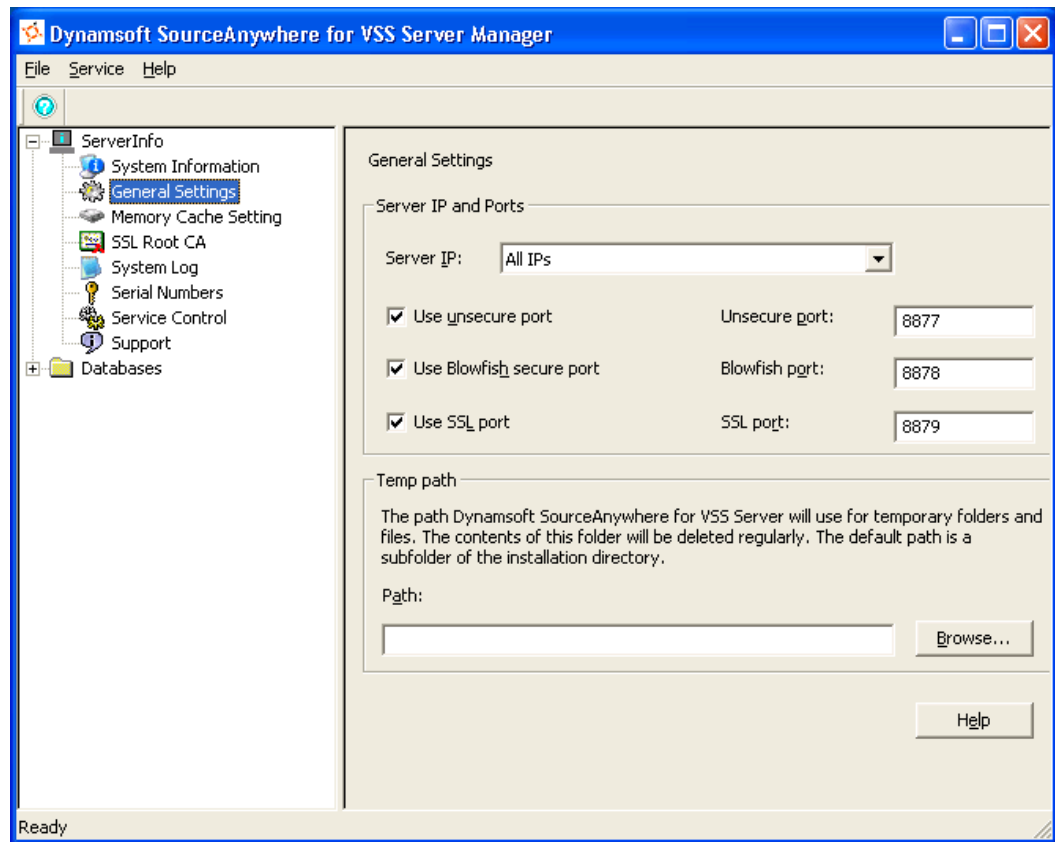 Dynamsoft SourceAnywhere for VSS Server Manager
File Service Help
ServerInfo
System Information
General Settings
Memory Cache Setting
SSL Root CA
System Log
Serial Numbers
Service Control
Support
Databases
General Settings
Server IP and Ports
Server IP: All IPs
Use unsecure port Unsecure port: 8877
Use Blowfish secure port Blowfish port: 8878
Use SSL port SSL port: 8879
Temp path
The path Dynamsoft SourceAnywhere for VSS Server will use for temporary folders and
files. The contents of this folder will be deleted regularly. The default path is a
subfolder of the installation directory.
Path:
Browse...
Help
Ready